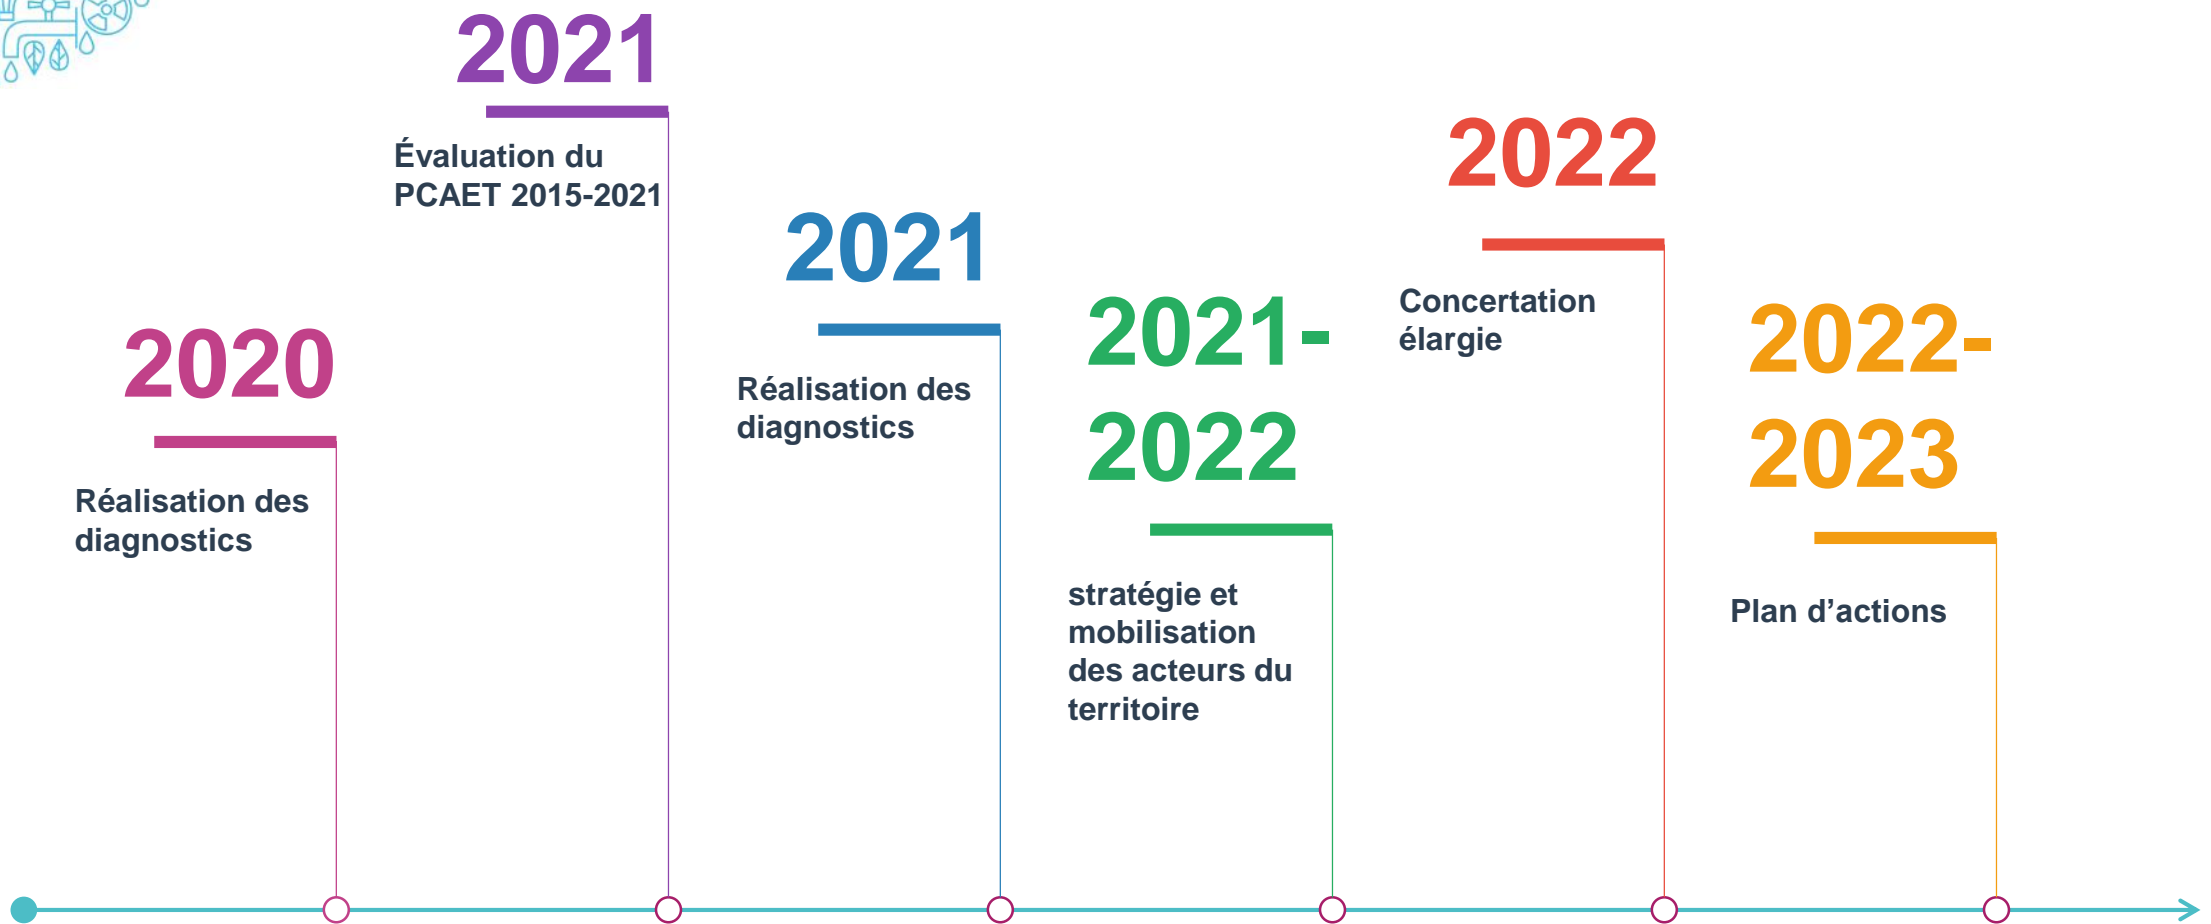 2020
Réalisation des
diagnostics
2021
Évaluation du
PCAET 2015-2021
2021
Réalisation des
diagnostics
2021-
2022
stratégie et
mobilisation
des acteurs du
territoire
2022
Concertation
élargie
2022-
2023
Plan d’actions